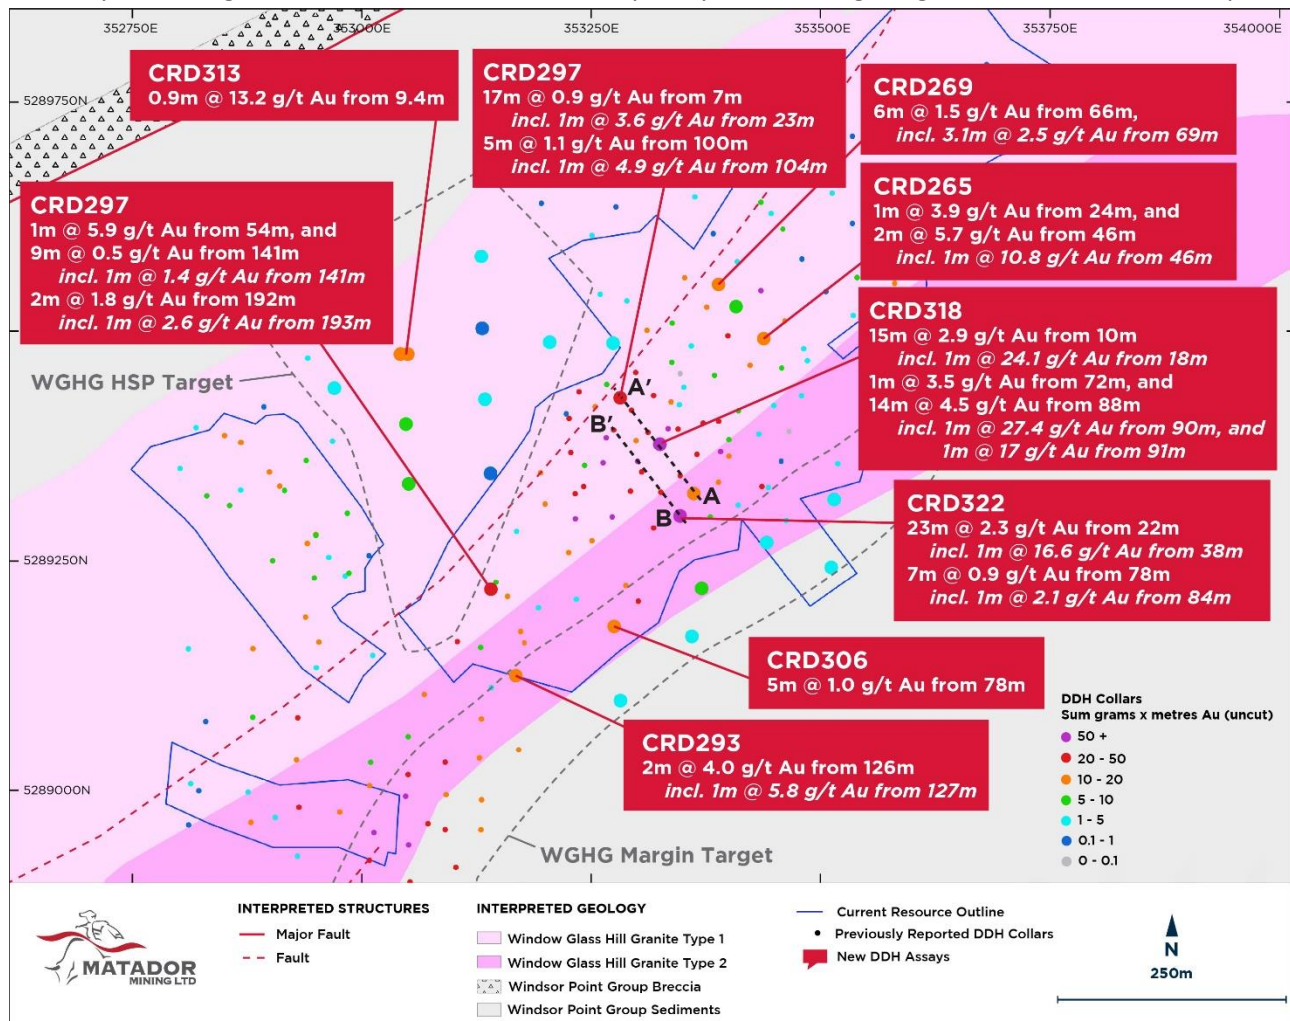 352750E
353000E
353250E
353500E
353750E
354000E
5289750N
5289250N
5289000N
CRD313
0.9m @ 13.2 g/t Au from 9.4m
CRD297
17m @ 0.9 g/t Au from 7m
incl. 1m @ 3.6 g/t Au from 23m
5m @ 1.1 g/t Au from 100m
incl. 1m @ 4.9 g/t Au from 104m
CRD269
6m @ 1.5 g/t Au from 66m,
incl. 3.1m @ 2.5 g/t Au from 69m
CRD297
1m @ 5.9 g/t Au from 54m, and
9m @ 0.5 g/t Au from 141m
incl. 1m @ 1.4 g/t Au from 141m
2m @ 1.8 g/t Au from 192m
incl. 1m @ 2.6 g/t Au from 193m
CRD265
1m @ 3.9 g/t Au from 24m, and
2m @ 5.7 g/t Au from 46m
incl. 1m @ 10.8 g/t Au from 46m
CRD318
15m @ 2.9 g/t Au from 10m
incl. 1m @ 24.1 g/t Au from 18m
1m @ 3.5 g/t Au from 72m, and
14m @ 4.5 g/t Au from 88m
incl. 1m @ 27.4 g/t Au from 90m, and
1m @ 17 g/t Au from 91m
WGHG HSP Target
A'
B'
A
B
CRD322
23m @ 2.3 g/t Au from 22m
incl. 1m @ 16.6 g/t Au from 38m
7m @ 0.9 g/t Au from 78m
incl. 1m @ 2.1 g/t Au from 84m
CRD306
5m @ 1.0 g/t Au from 78m
CRD293
2m @ 4.0 g/t Au from 126m
incl. 1m @ 5.8 g/t Au from 127m
WGHG Margin Target
DDH Collars
Sum grams x metres Au (uncut)
50 +
20 - 50
10 - 20
5 - 10
1 - 5
0.1 - 1
0 - 0.1
MATADOR
MINING LTD
INTERPRETED STRUCTURES
Major Fault
Fault
INTERPRETED GEOLOGY
Window Glass Hill Granite Type 1
Window Glass Hill Granite Type 2
Windsor Point Group Breccia
Windsor Point Group Sediments
Current Resource Outline
Previously Reported DDH Collars
New DDH Assays
N
250m